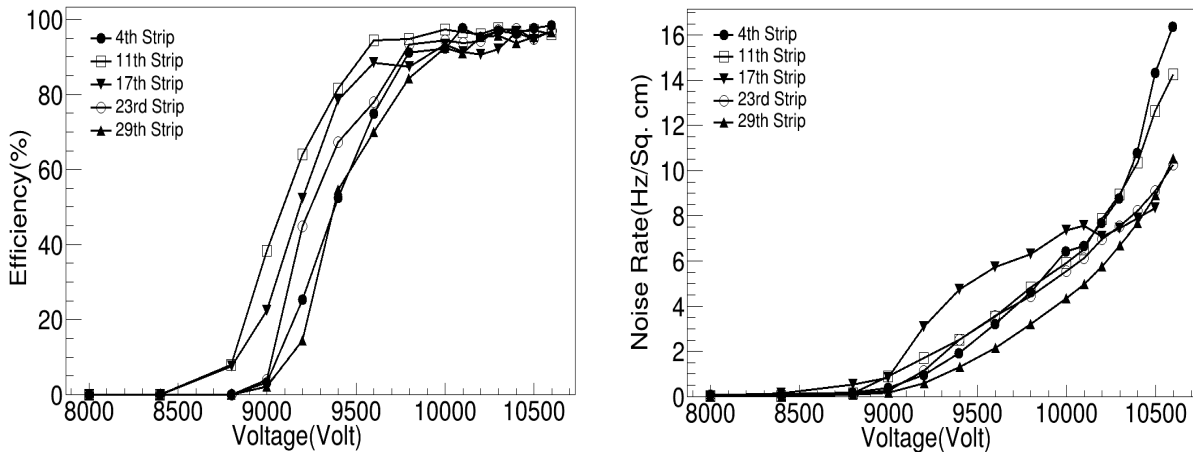 Efficiency(%)
100
80
60
40
20
0
4th Strip
11th Strip
17th Strip
23rd Strip
29th Strip
8000 8500 9000 9500 10000 10500
Voltage(Volt)
Noise Rate(Hz/Sq. cm)
16
14
12
10
8
6
4
2
0
4th Strip
11th Strip
17th Strip
23rd Strip
29th Strip
8000 8500 9000 9500 10000 10500
Voltage(Volt)